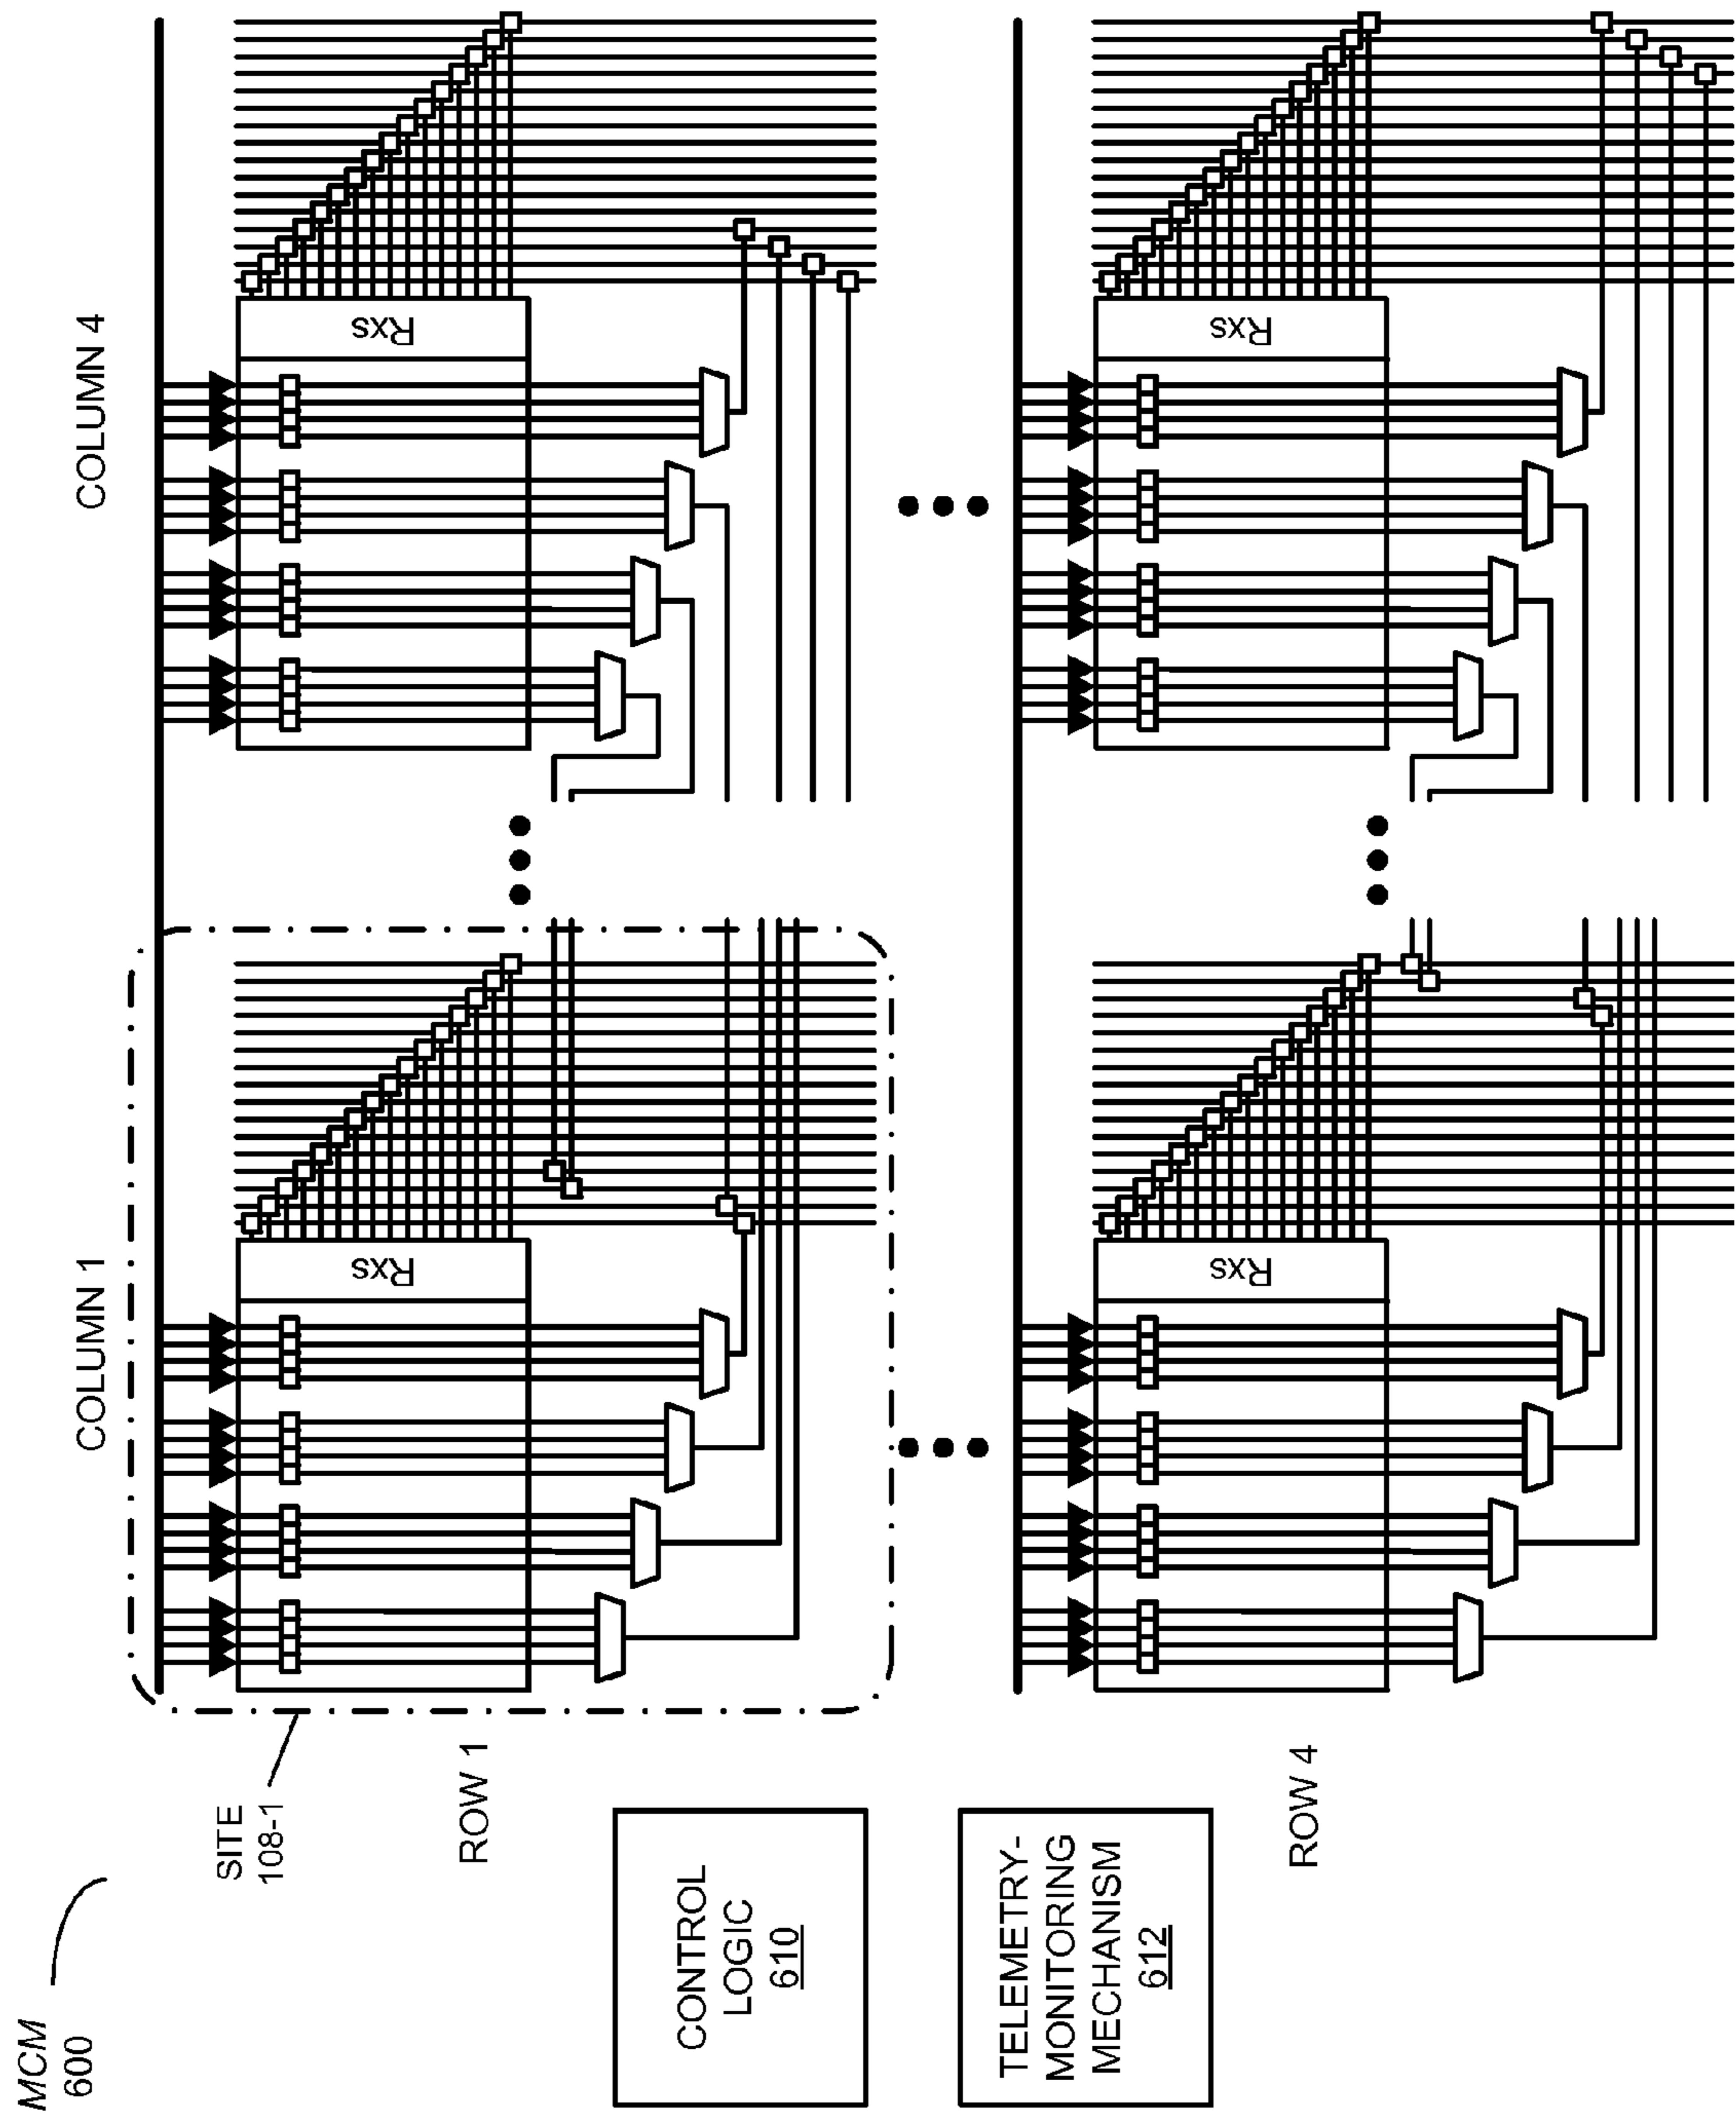 MCM
600
COLUMN 1
COLUMN 4
SITE
108-1
ROW 1
Rxs
Rxs
CONTROL
LOGIC
610
TELEMETRY-
MONITORING
MECHANISM
612
ROW 4
Rxs
Rxs